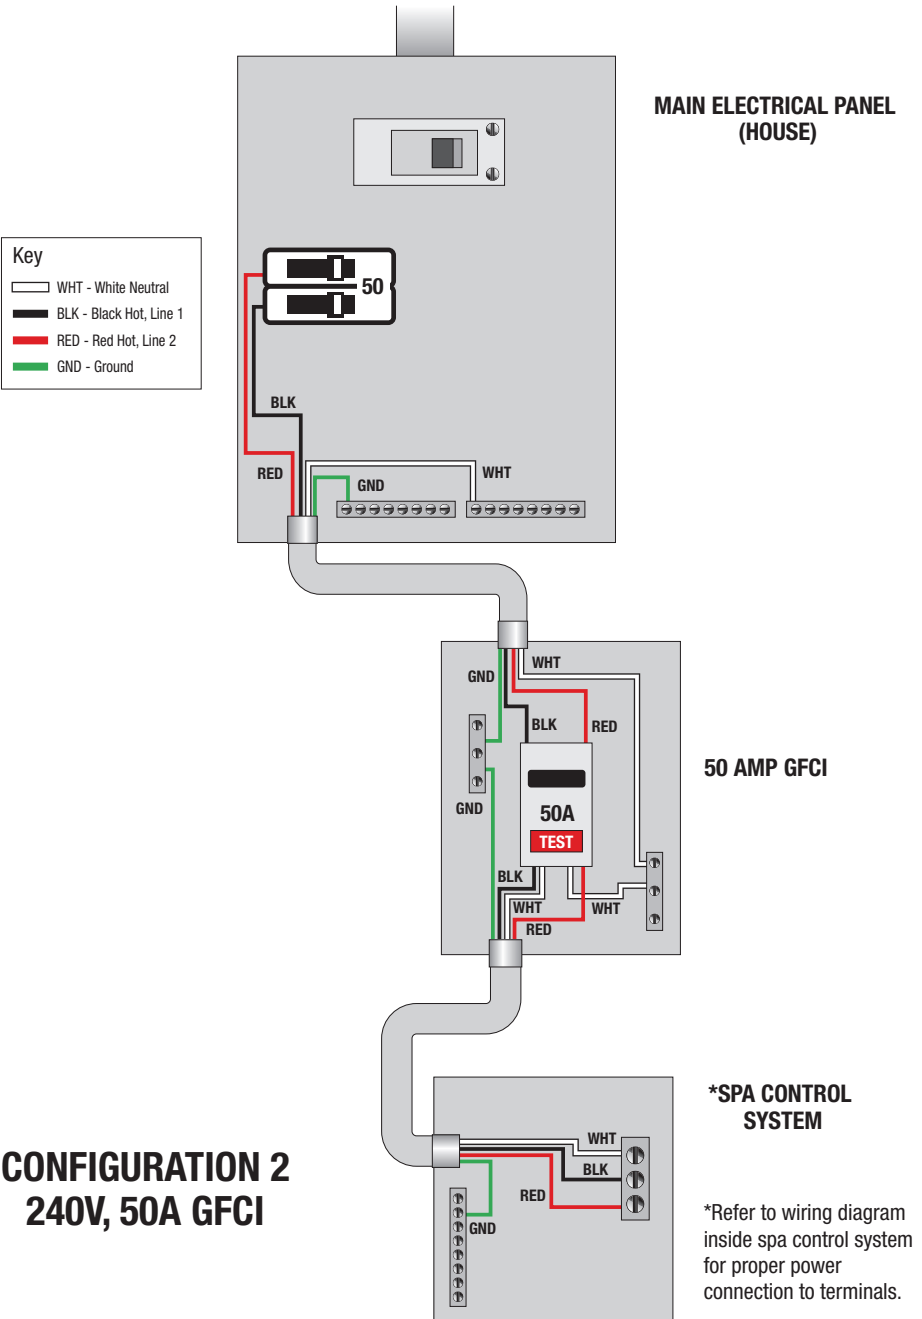 MAIN ELECTRICAL PANEL
(HOUSE)
Key
WHT - White Neutral
BLK - Black Hot, Line 1
RED - Red Hot, Line 2
GND - Ground
50
BLK
RED
GND
WHT
WHT
GND
BLK
RED
50 AMP GFCI
50A
TEST
GND
BLK
WHT
WHT
RED
*SPA CONTROL
SYSTEM
WHT
BLK
RED
GND
CONFIGURATION 2
240V, 50A GFCI
*Refer to wiring diagram
inside spa control system
for proper power
connection to terminals.